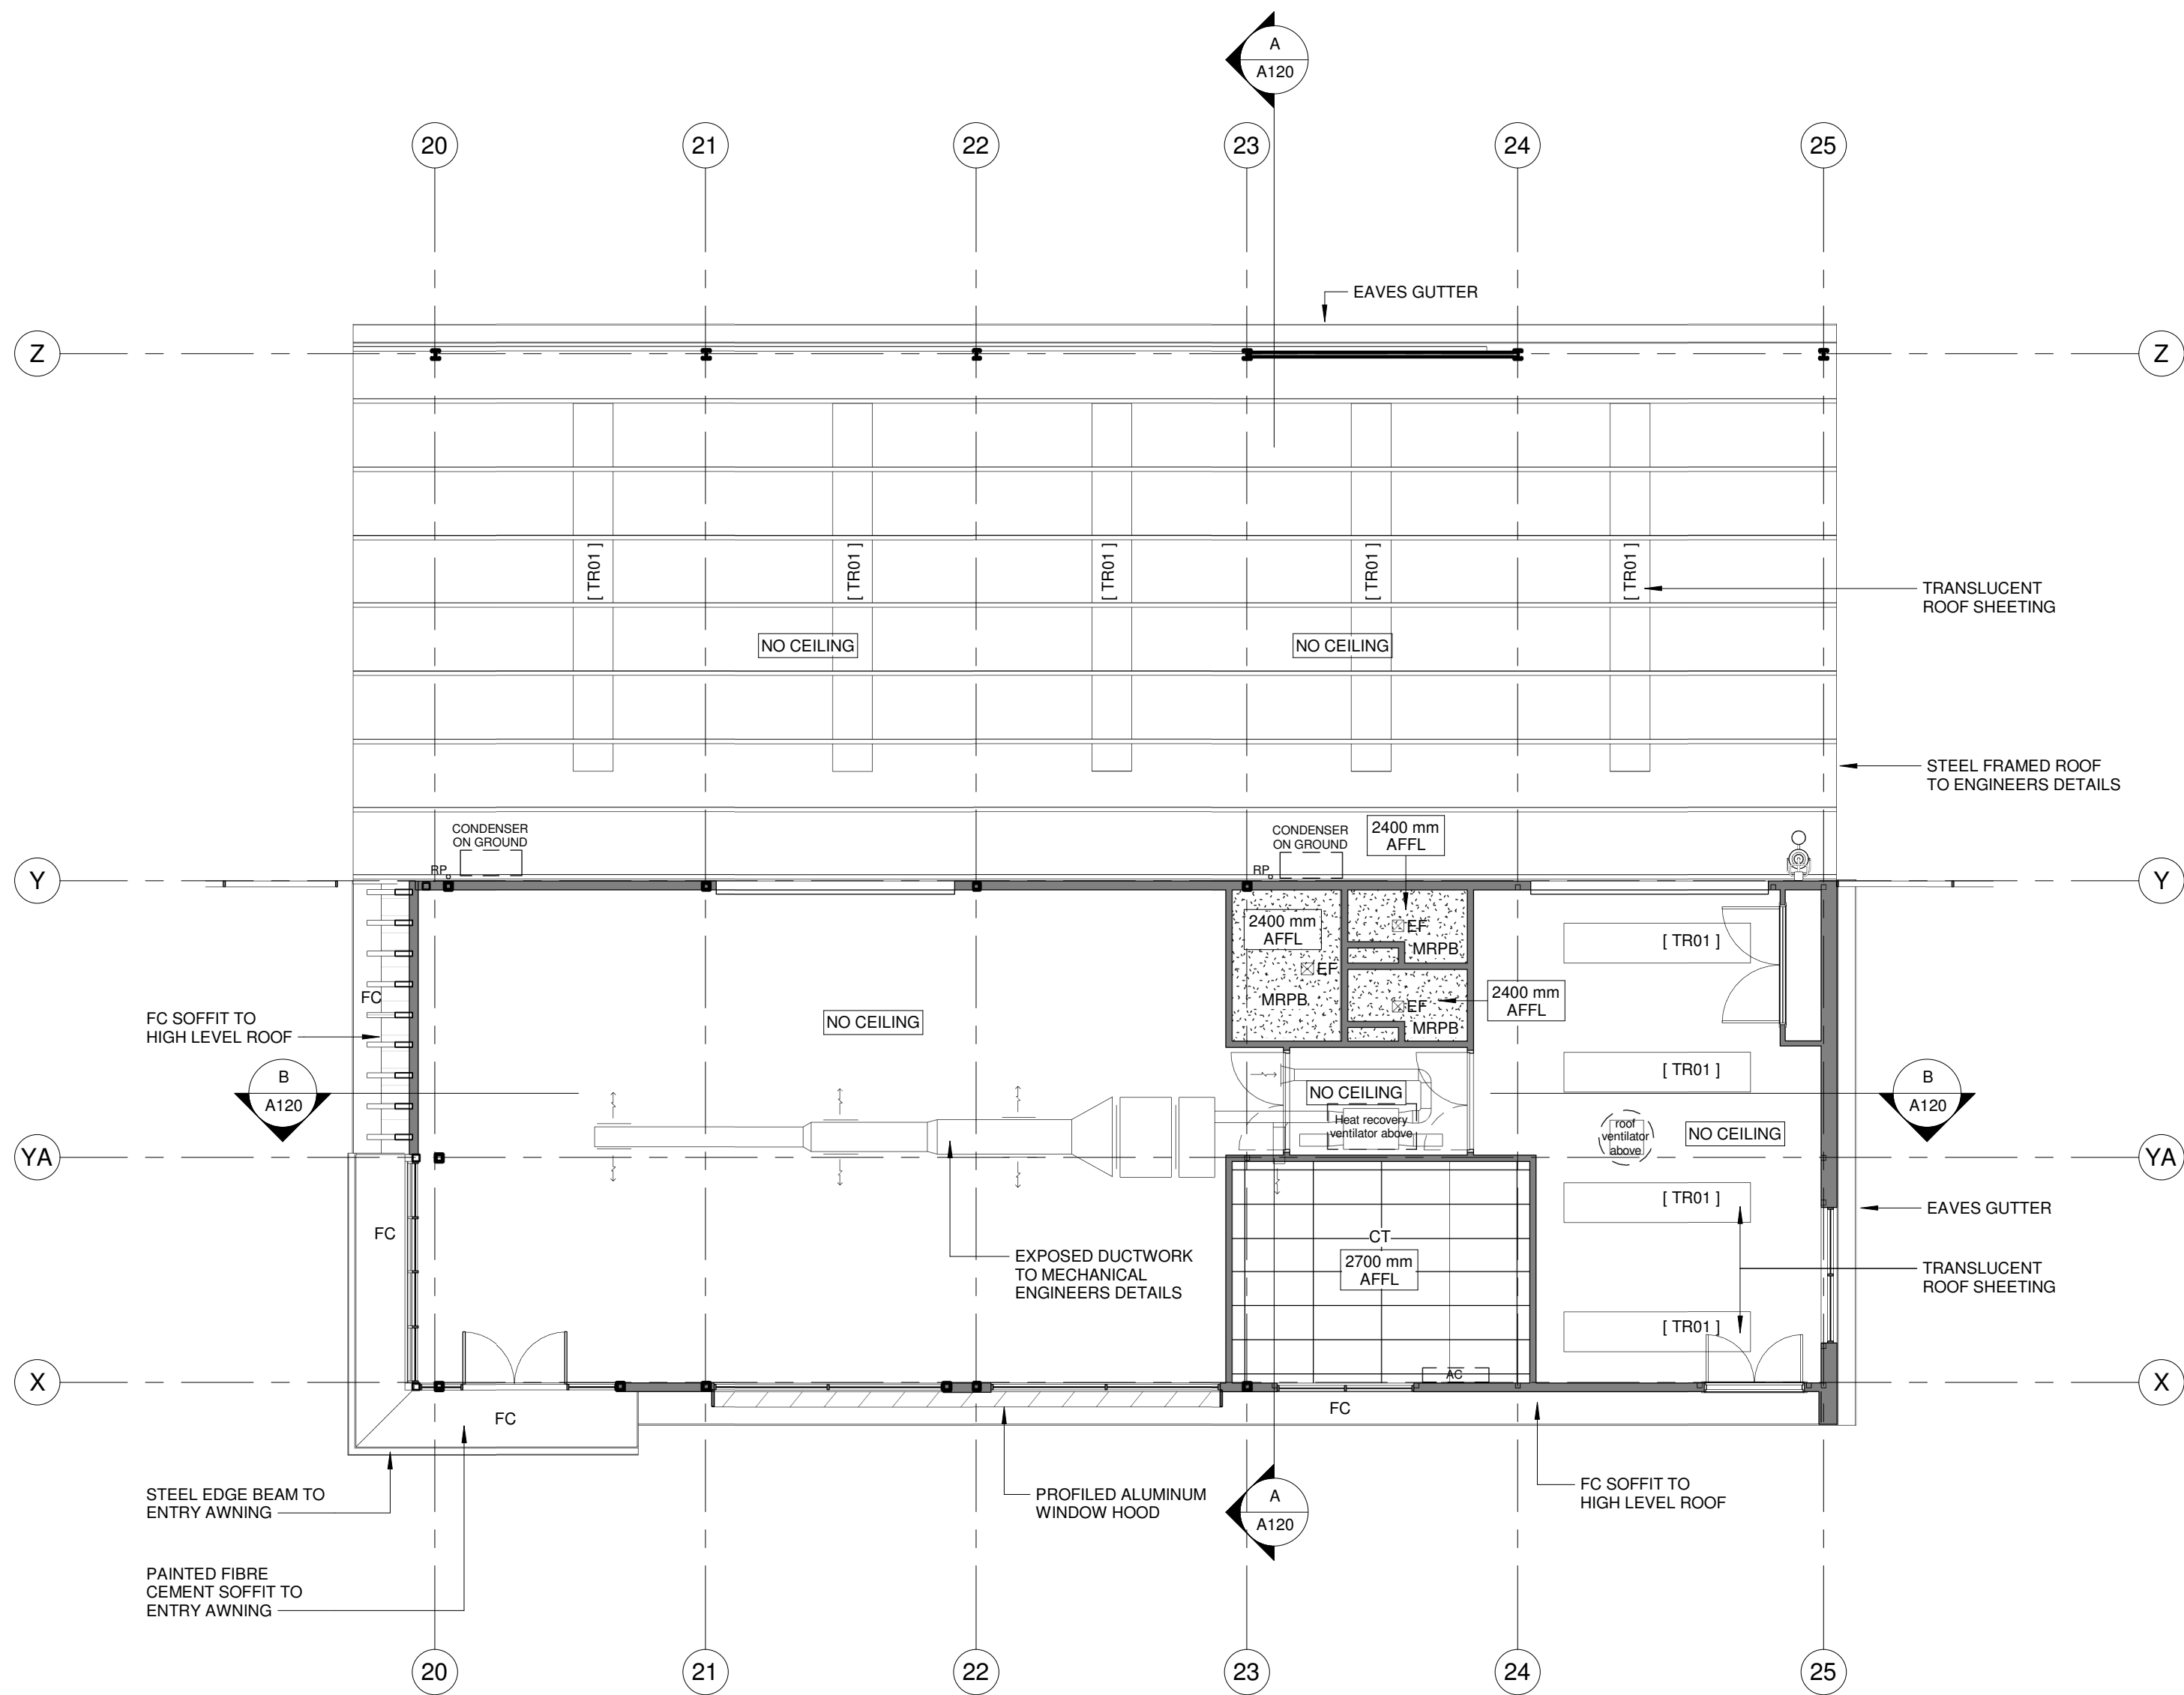 A
A120
20
21
22
23
24
25
EAVES GUTTER
Z
Z
[ TR01 ]
[ TR01 ]
[ TR01 ]
[ TR01 ]
[ TR01 ]
TRANSLUCENT
ROOF SHEETING
NO CEILING
NO CEILING
STEEL FRAMED ROOF
TO ENGINEERS DETAILS
CONDENSER
ON GROUND
CONDENSER
ON GROUND
2400 mm
AFFL
RP
RP
Y
Y
2400 mm
AFFL
EF
MRPB
[ TR01 ]
EF
MRPB
2400 mm
AFFL
EF
MRPB
FC
FC SOFFIT TO
HIGH LEVEL ROOF
NO CEILING
B
A120
[ TR01 ]
NO CEILING
B
A120
Heat recovery
ventilator above
roof
ventilator
above
NO CEILING
YA
YA
[ TR01 ]
EAVES GUTTER
FC
CT
2700 mm
AFFL
EXPOSED DUCTWORK
TO MECHANICAL
ENGINEERS DETAILS
TRANSLUCENT
ROOF SHEETING
[ TR01 ]
AC
X
X
FC
FC
STEEL EDGE BEAM TO
ENTRY AWNING
PROFILED ALUMINUM
WINDOW HOOD
A
A120
FC SOFFIT TO
HIGH LEVEL ROOF
PAINTED FIBRE
CEMENT SOFFIT TO
ENTRY AWNING
20
21
22
23
24
25